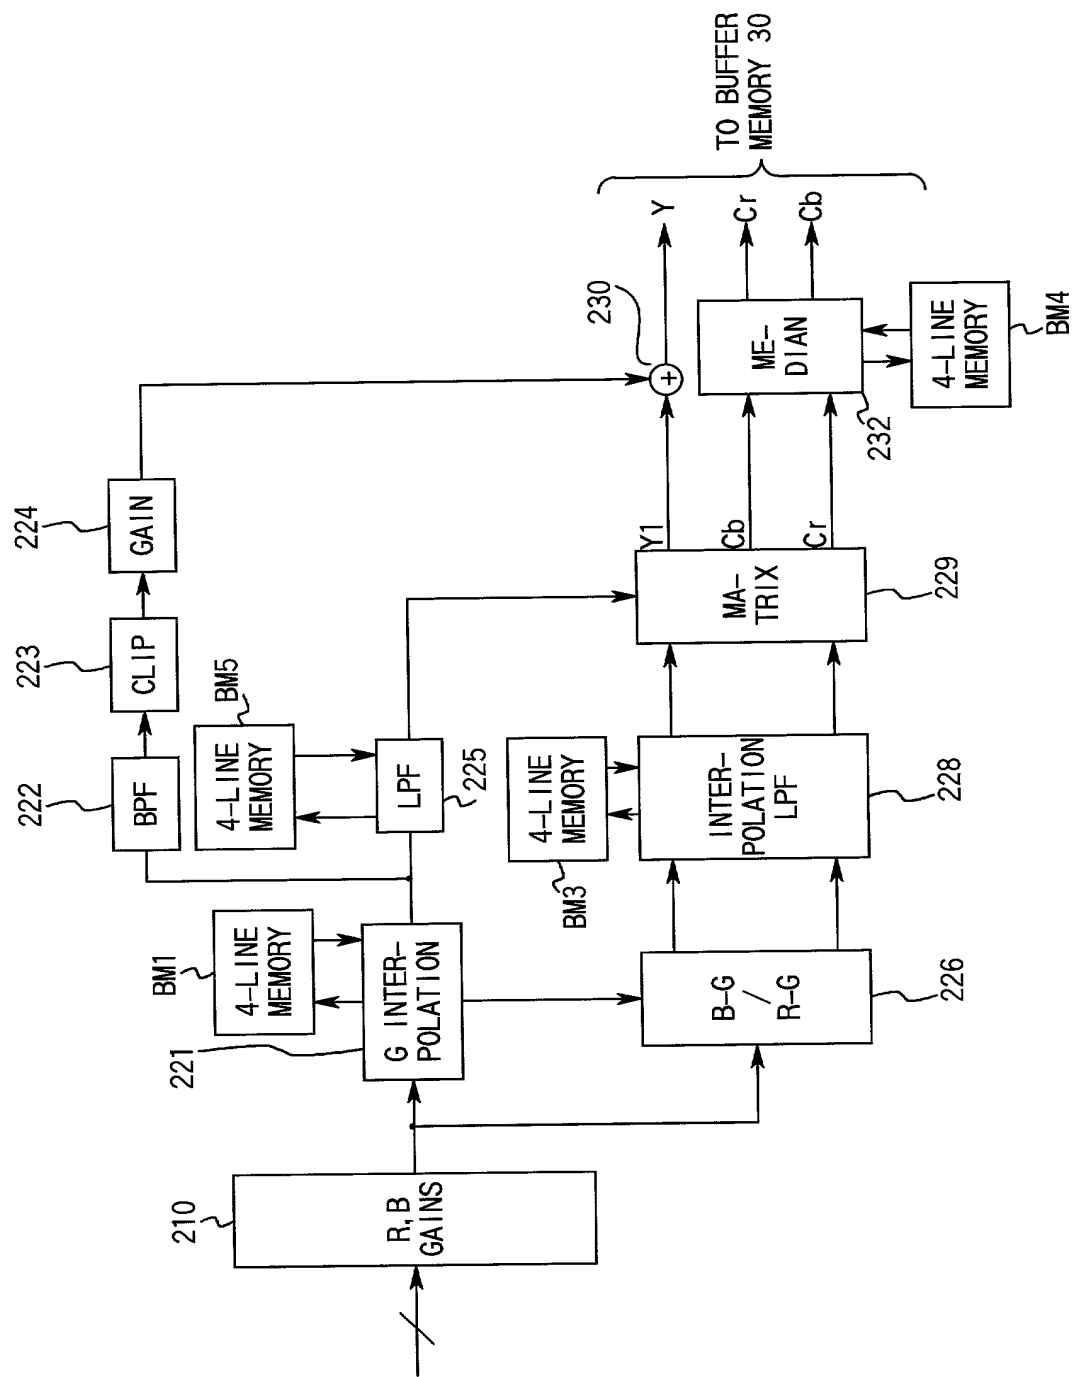 224
GAIN
223
CLIP
222
BPF
BM5
4-LINE
MEMORY
LPF
225
BM1
4-LINE
MEMORY
221
G INTER-
POLATION
210
R,B
GAINS
B-G
/
R-G
226
BM3
4-LINE
MEMORY
INTER-
POLATION
LPF
228
MA-
TRIX
229
Y1
Cb
Cr
230
+
ME-
DIAN
232
4-LINE
MEMORY
BM4
Y
Cr
Cb
TO BUFFER
MEMORY 30